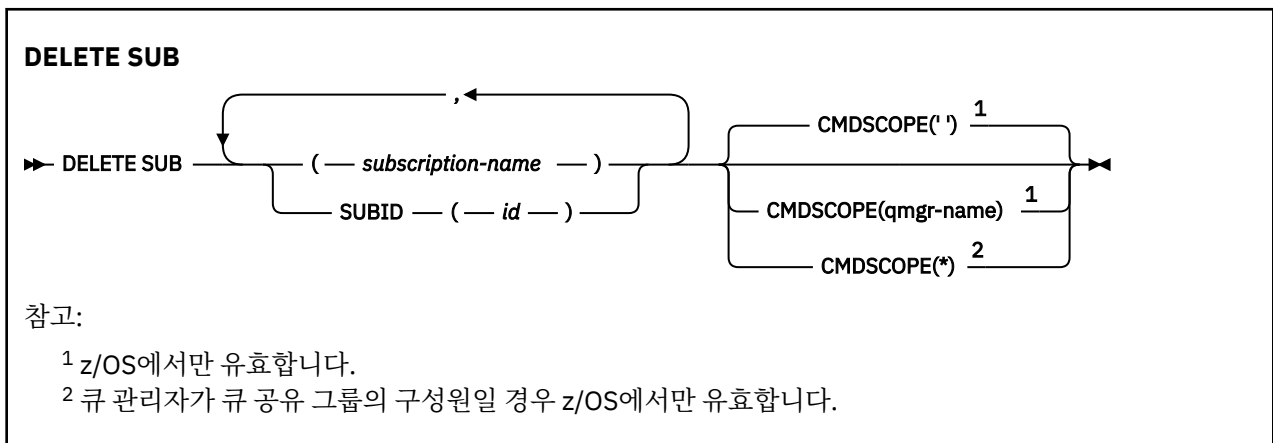 DELETE SUB
,
DELETE SUB ( subscription-name ) CMDSCOPE(' ') 1
SUBID ( id ) CMDSCOPE(qmgr-name) 1
CMDSCOPE(*) 2
참고:
1 z/OS에서만 유효합니다.
2 큐 관리자가 큐 공유 그룹의 구성원일 경우 z/OS에서만 유효합니다.